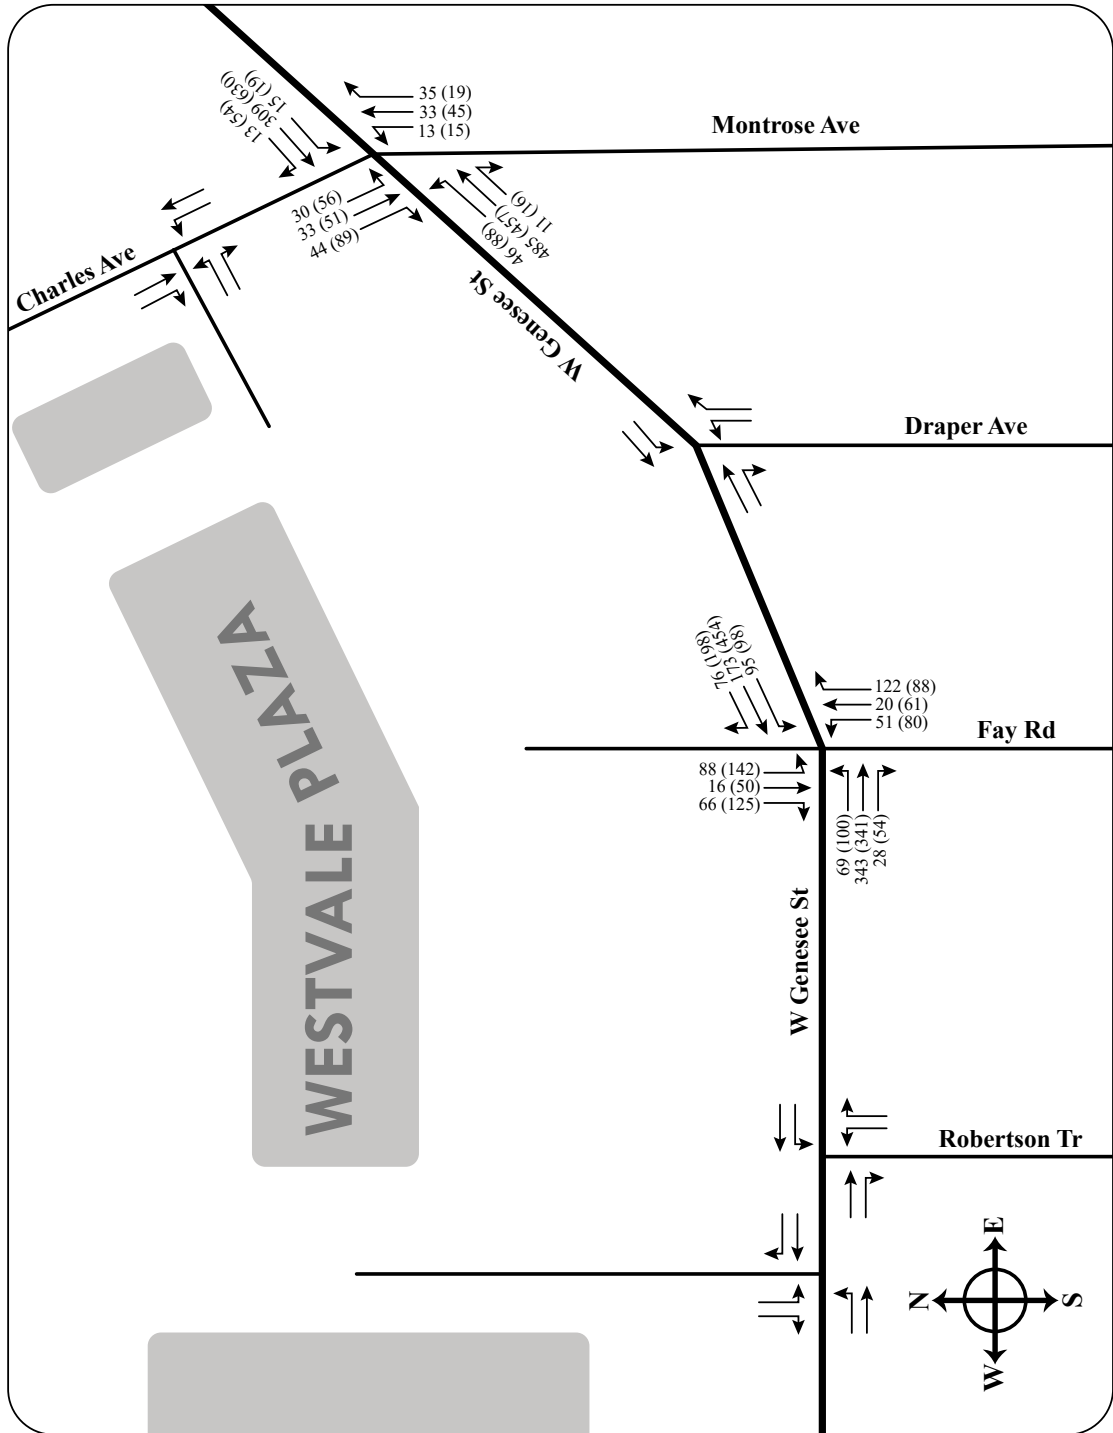 15 (19)
309 (630)
13 (54)
35 (19)
33 (45)
13 (15)
Montrose Ave
30 (56)
33 (51)
44 (89)
11 (16)
485 (457)
46 (88)
Charles Ave
W Genesee St
Draper Ave
76 (198)
173 (454)
95 (98)
122 (88)
20 (61)
51 (80)
Fay Rd
88 (142)
16 (50)
66 (125)
69 (100)
343 (341)
28 (54)
WESTVALE PLAZA
W Genesee St
Robertson Tr
E
N
S
W